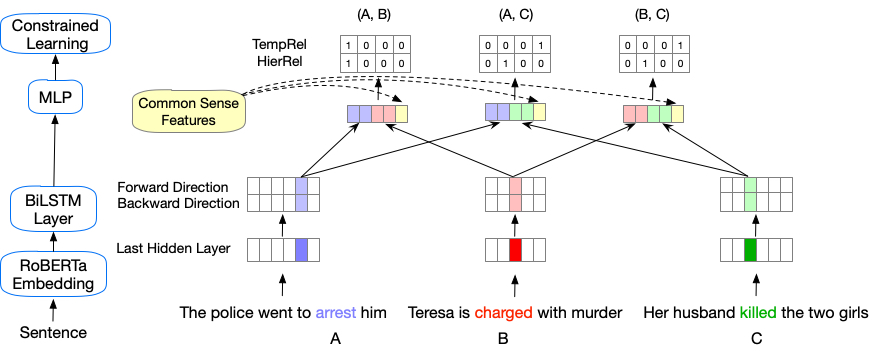 Constrained
Learning
MLP
BiLSTM
Layer
RoBERTa
Embedding
Sentence
(A, B)
(A, C)
(B, C)
TempRel
HierRel
1 0 0 0
1 0 0 0
0 0 0 1
0 1 0 0
0 0 0 1
0 1 0 0
Common Sense
Features
Forward Direction
Backward Direction
Last Hidden Layer
The police went to arrest him
A
Teresa is charged with murder
B
Her husband killed the two girls
C